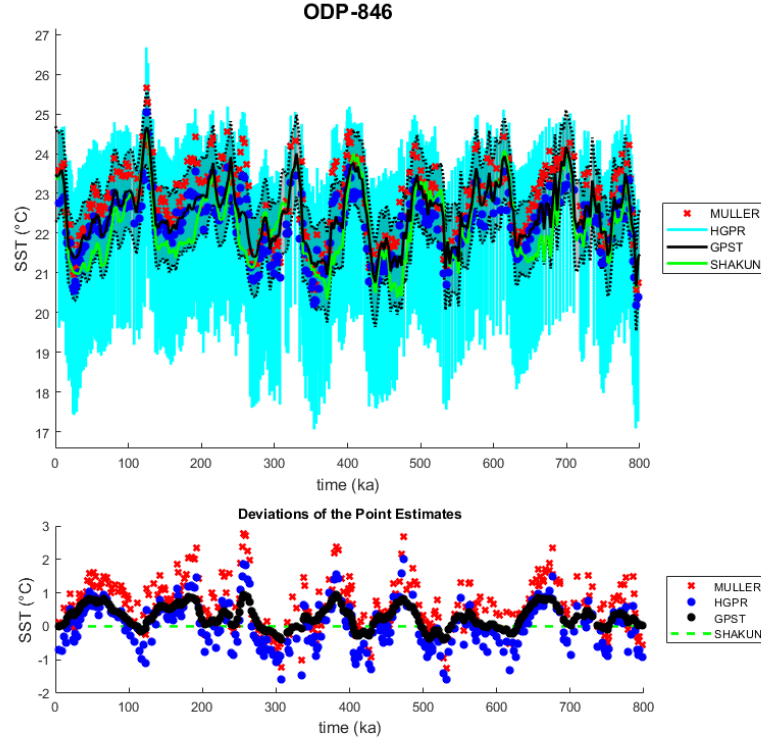 ODP-846
27
26
25
24
23
22
21
20
19
18
17
SST (°C)
0 100 200 300 400 500 600 700 800
time (ka)
MULLER
HGPR
GPST
SHAKUN
Deviations of the Point Estimates
3
2
1
0
-1
-2
SST (°C)
0 100 200 300 400 500 600 700 800
time (ka)
MULLER
HGPR
GPST
SHAKUN